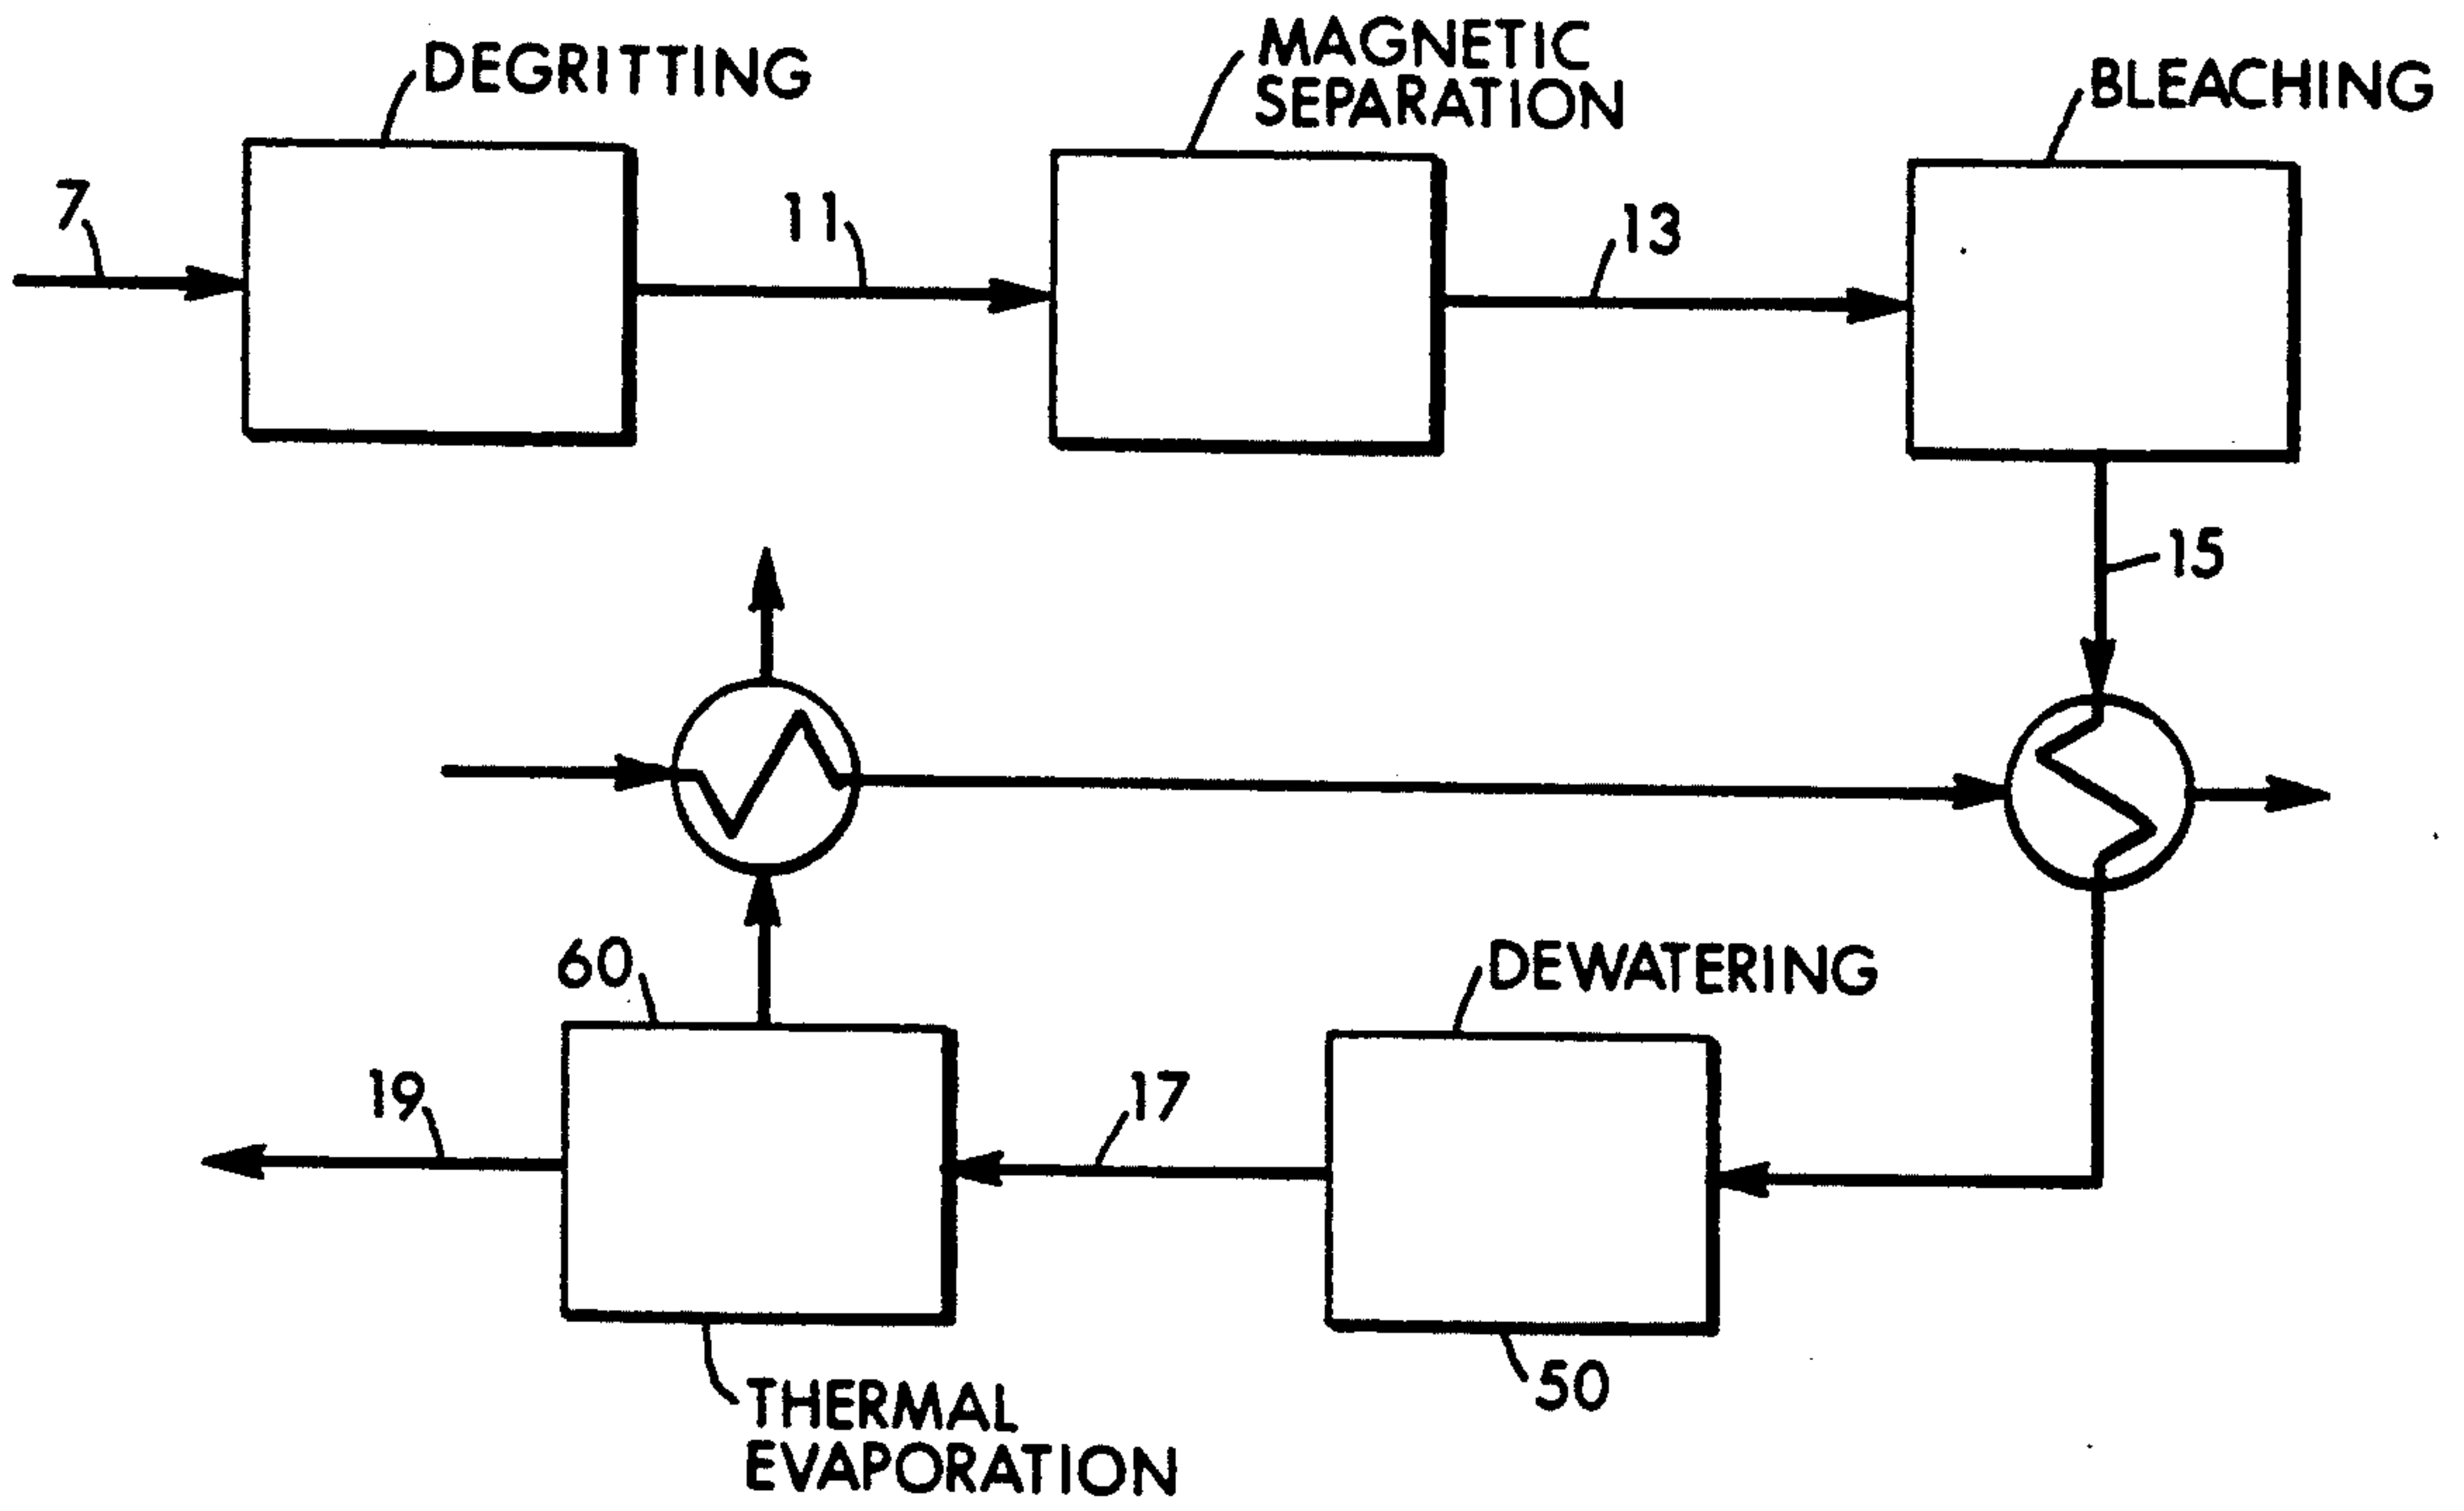 DEGRITTING
MAGNETIC
SEPARATION
BLEACHING
7
11
13
15
60
DEWATERING
19
17
50
THERMAL
EVAPORATION